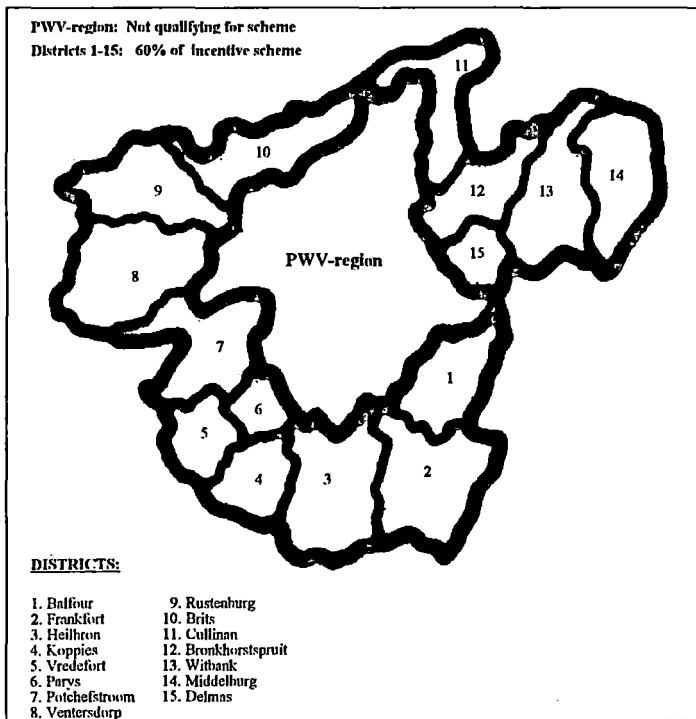 PWV-region: Not qualifying for scheme
Districts 1-15: 60% of incentive scheme
11
10
9
12
13
14
15
PWV-region
8
7
1
6
5
4
3
2
DISTRICTS:
1. Balfour
2. Frankfort
3. Heilbron
4. Koppies
5. Vredefort
6. Parys
7. Potchefstroom
8. Ventersdorp
9. Rustenburg
10. Brits
11. Cullinan
12. Bronkhorstspruit
13. Witbank
14. Middelburg
15. Delmas